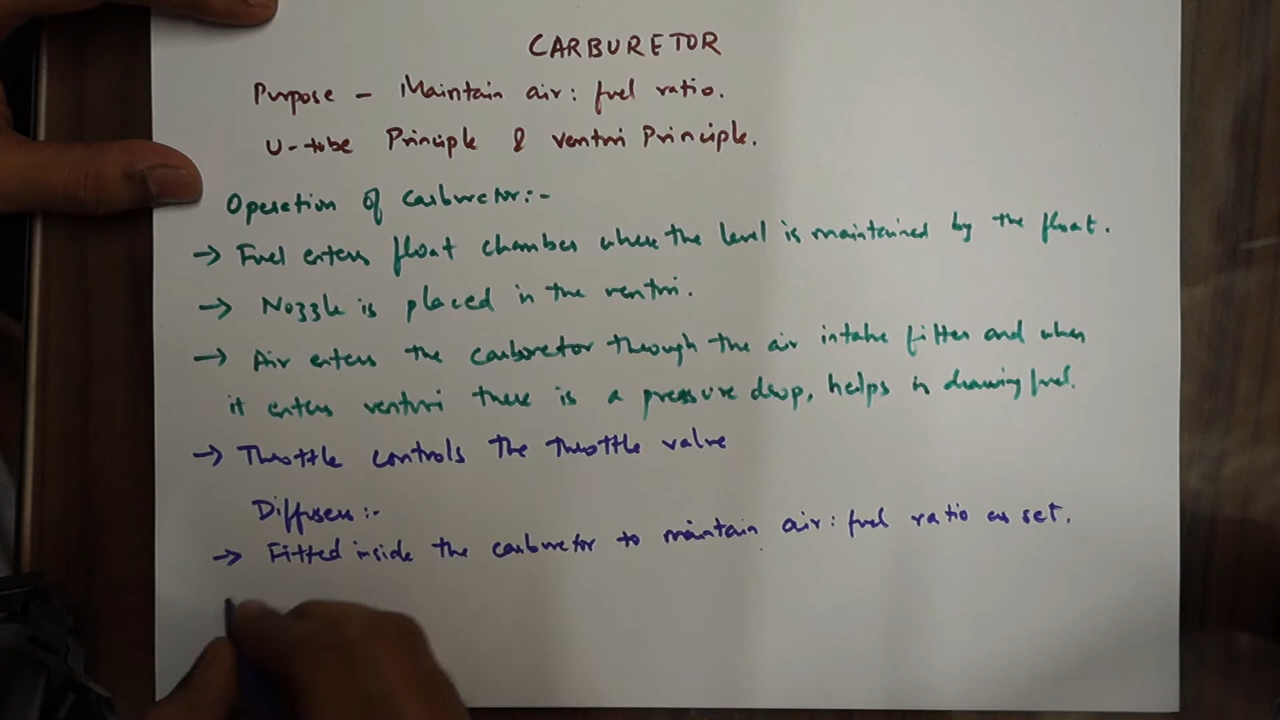 CARBURETOR
Purpose - Maintain air: fuel ratio.
U-tube Principle & venturi Principle.
Operation of carburetor:-
→ Fuel enters float chamber where the level is maintained by the float.
→ Nozzle is placed in the venturi.
→ Air enters the carburetor through the air intake filter and when
it enters venturi there is a pressure drop, helps in drawing fuel.
→ Throttle controls the throttle valve
Diffusers:-
→ Fitted inside the carburetor to maintain air: fuel ratio as set.